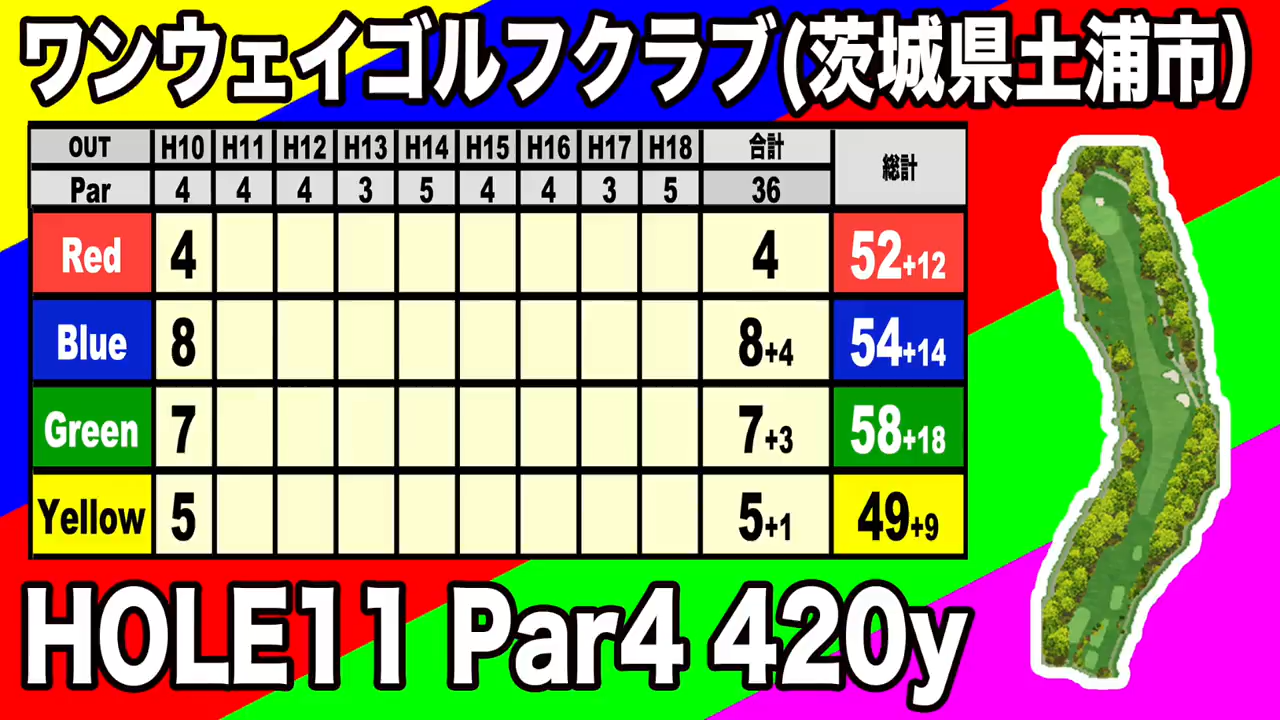 ワンウェイゴルフクラブ(茨城県土浦市)
OUT H10 H11 H12 H13 H14 H15 H16 H17 H18 合計 総計
Par 4 4 4 3 5 4 4 3 5 36
Red 4 4 52+12
Blue 8 8+4 54+14
Green 7 7+3 58+18
Yellow 5 5+1 49+9
HOLE11 Par4 420y